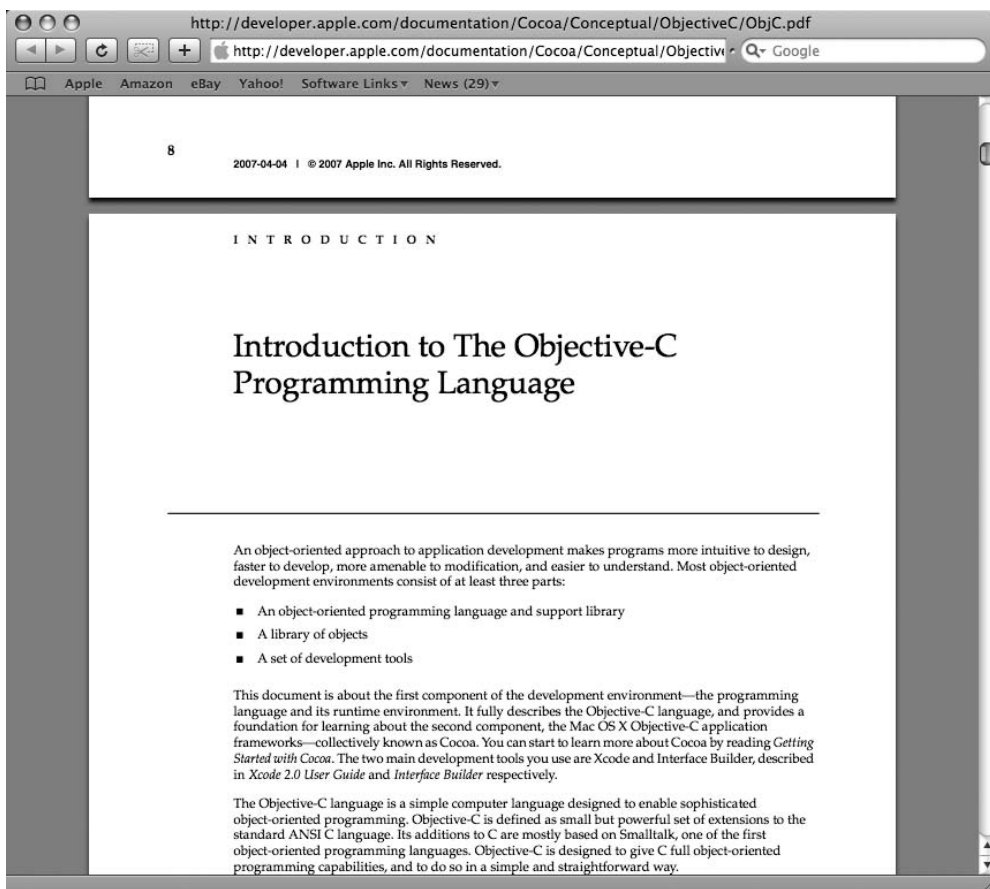 http://developer.apple.com/documentation/Cocoa/Conceptual/ObjectiveC/ObjC.pdf
http://developer.apple.com/documentation/Cocoa/Conceptual/Objective
Google
Apple Amazon eBay Yahoo! Software Links News (29)
8
2007-04-04 | © 2007 Apple Inc. All Rights Reserved.
INTRODUCTION
Introduction to The Objective-C
Programming Language
An object-oriented approach to application development makes programs more intuitive to design,
faster to develop, more amenable to modification, and easier to understand. Most object-oriented
development environments consist of at least three parts:
■ An object-oriented programming language and support library
■ A library of objects
■ A set of development tools
This document is about the first component of the development environment—the programming
language and its runtime environment. It fully describes the Objective-C language, and provides a
foundation for learning about the second component, the Mac OS X Objective-C application
frameworks—collectively known as Cocoa. You can start to learn more about Cocoa by reading Getting
Started with Cocoa. The two main development tools you use are Xcode and Interface Builder, described
in Xcode 2.0 User Guide and Interface Builder respectively.
The Objective-C language is a simple computer language designed to enable sophisticated
object-oriented programming. Objective-C is defined as small but powerful set of extensions to the
standard ANSI C language. Its additions to C are mostly based on Smalltalk, one of the first
object-oriented programming languages. Objective-C is designed to give C full object-oriented
programming capabilities, and to do so in a simple and straightforward way.